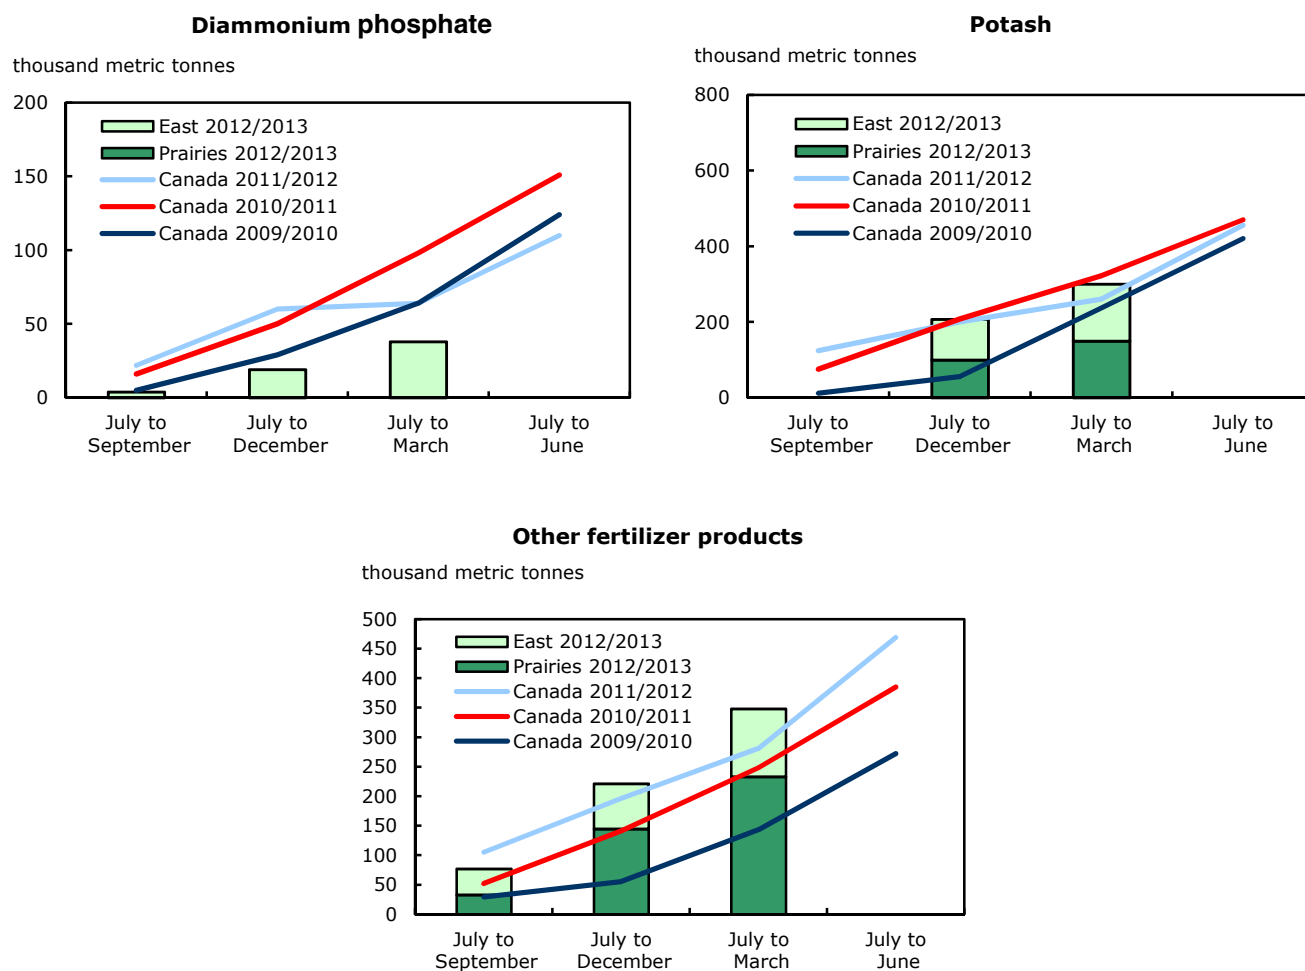 Diammonium phosphate
thousand metric tonnes
200
150
100
50
0
East 2012/2013
Prairies 2012/2013
Canada 2011/2012
Canada 2010/2011
Canada 2009/2010
July to September
July to December
July to March
July to June
Potash
thousand metric tonnes
800
600
400
200
0
East 2012/2013
Prairies 2012/2013
Canada 2011/2012
Canada 2010/2011
Canada 2009/2010
July to September
July to December
July to March
July to June
Other fertilizer products
thousand metric tonnes
500
450
400
350
300
250
200
150
100
50
0
East 2012/2013
Prairies 2012/2013
Canada 2011/2012
Canada 2010/2011
Canada 2009/2010
July to September
July to December
July to March
July to June